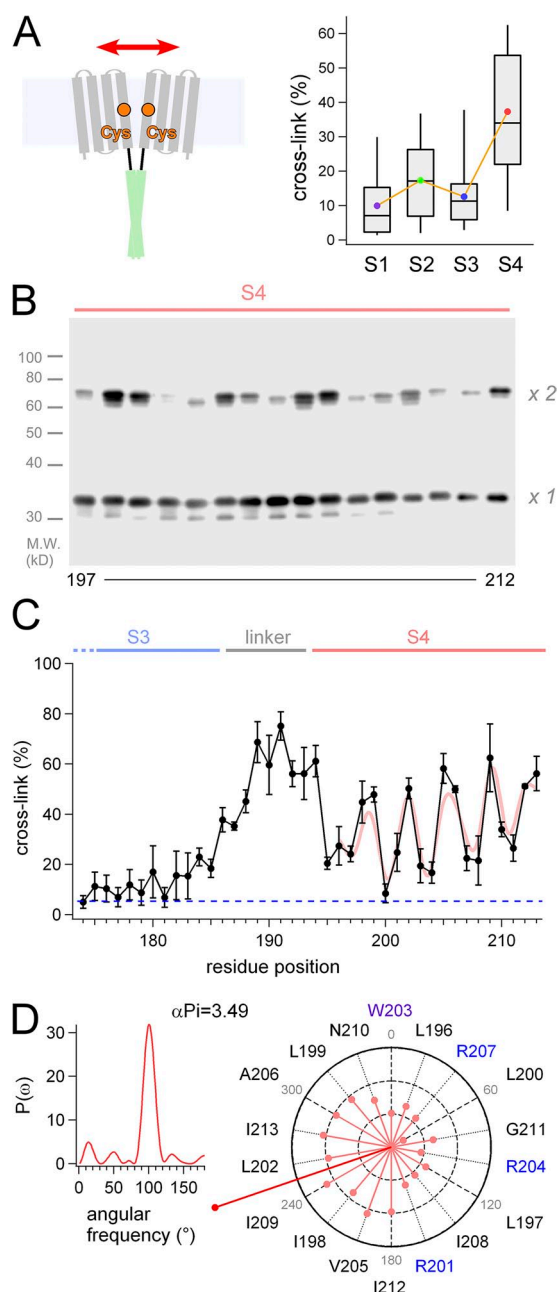 A
Cys Cys
cross-link (%)
60
50
40
30
20
10
0
S1 S2 S3 S4
B
S4
100
80
60
50
40
30
M.W.
(kD)
x 2
x 1
197 212
C
S3 linker S4
cross-link (%)
100
80
60
40
20
0
180 190 200 210
residue position
D
αPi=3.49
P(ω)
30
20
10
0
0 50 100 150
angular
frequency (°)
W203
N210 L196
L199 R207
A206 L200
I213 G211
L202 R204
I209 L197
I198 I208
V205 R201
I212
0
60
120
180
240
300